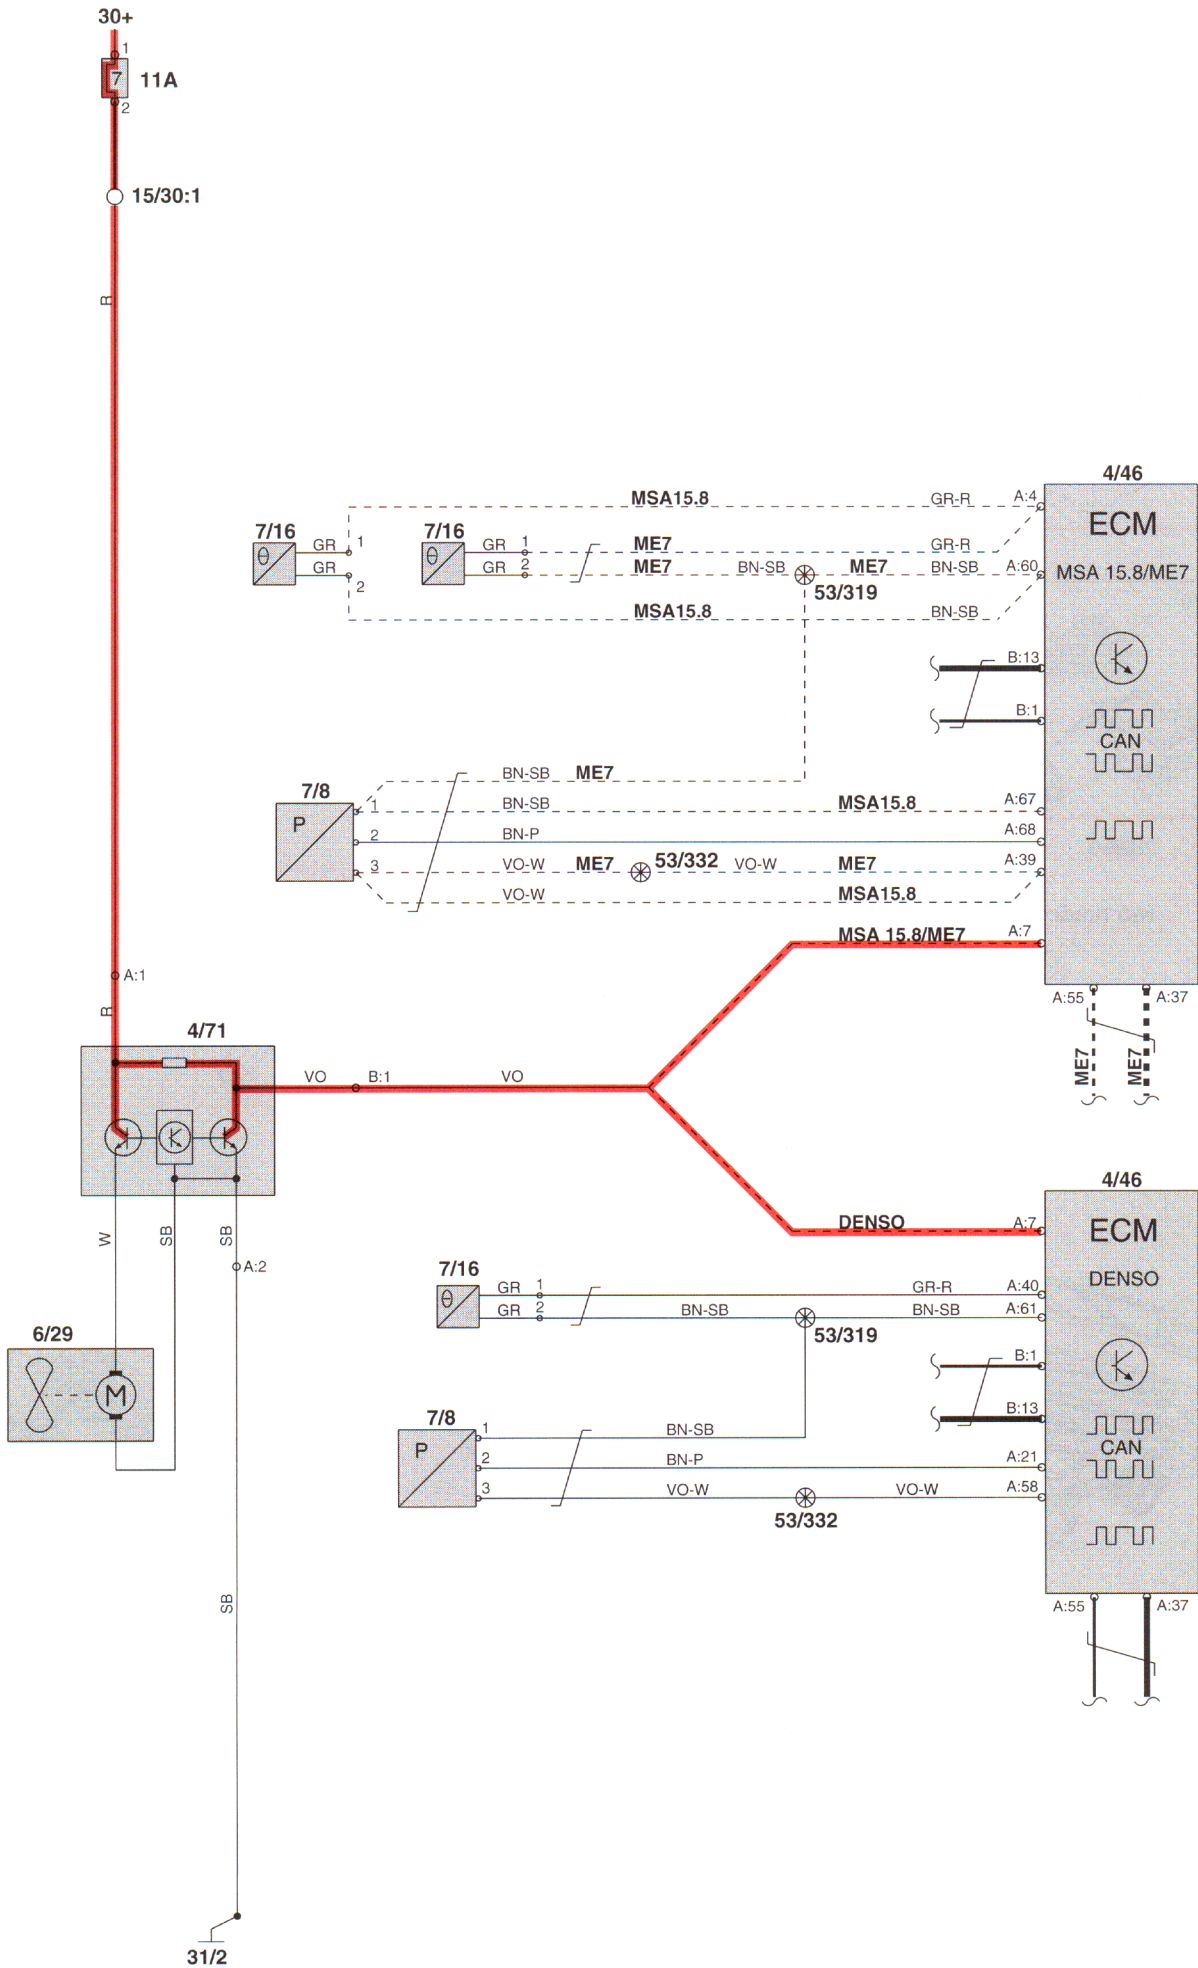 30+
1
7 11A
2
15/30:1
R
4/46
MSA15.8 GR-R A:4
ECM
7/16 7/16
GR 1 GR 1 ME7 GR-R
GR 2 GR 2 ME7 BN-SB ME7 BN-SB A:60 MSA 15.8/ME7
θ θ
53/319
MSA15.8 BN-SB
B:13
B:1
CAN
BN-SB ME7
7/8
P
1 BN-SB MSA15.8 A:67
2 BN-P A:68
3 VO-W ME7 53/332 VO-W ME7 A:39
VO-W MSA15.8
MSA 15.8/ME7 A:7
A:1
A:55 A:37
R
4/71
ME7 ME7
VO B:1 VO
4/46
DENSO A:7
ECM
W SB SB
A:2
7/16
DENSO
θ
GR 1 GR-R A:40
GR 2 BN-SB BN-SB A:61
53/319
6/29
M
B:1
B:13
7/8
P
1 BN-SB
CAN
2 BN-P A:21
3 VO-W VO-W A:58
53/332
SB
A:55 A:37
31/2